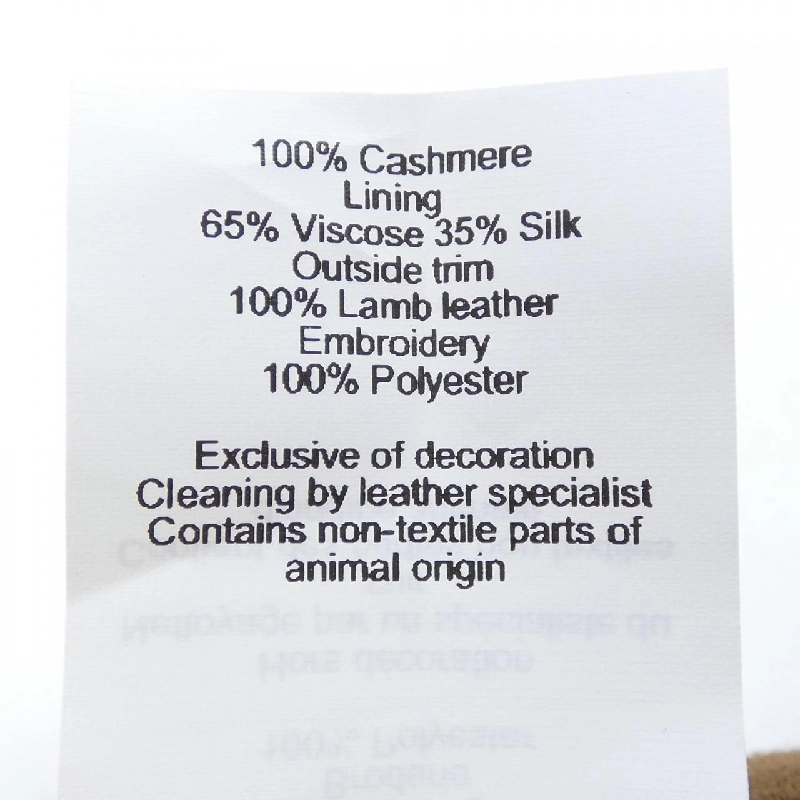 100% Cashmere
Lining
65% Viscose 35% Silk
Outside trim
100% Lamb leather
Embroidery
100% Polyester
Exclusive of decoration
Cleaning by leather specialist
Contains non-textile parts of
animal origin